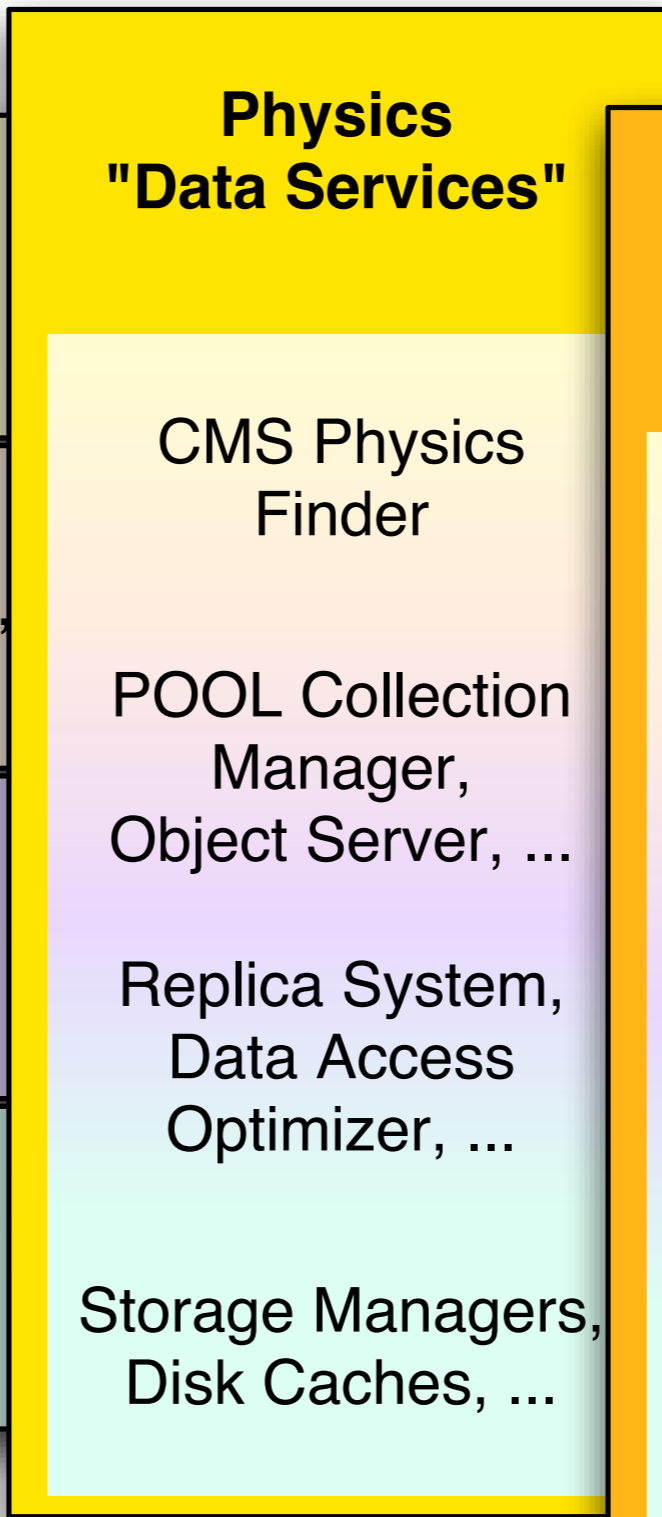 Physics
"Data Services"
CMS Physics
Finder
POOL Collection
Manager,
Object Server, ...
Replica System,
Data Access
Optimizer, ...
Storage Managers,
Disk Caches, ...